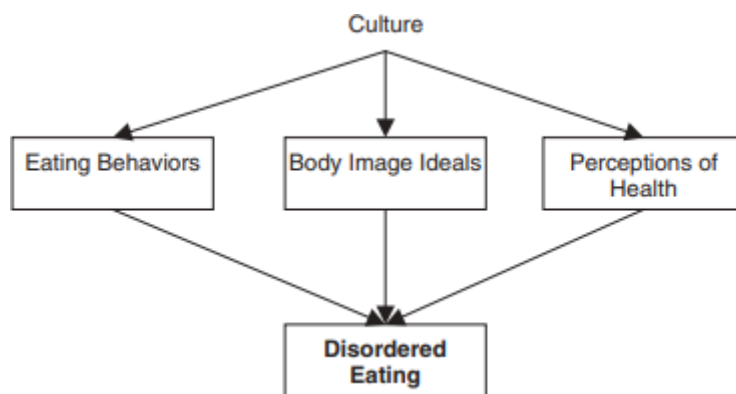 Culture
Eating Behaviors
Body Image Ideals
Perceptions of
Health
Disordered
Eating